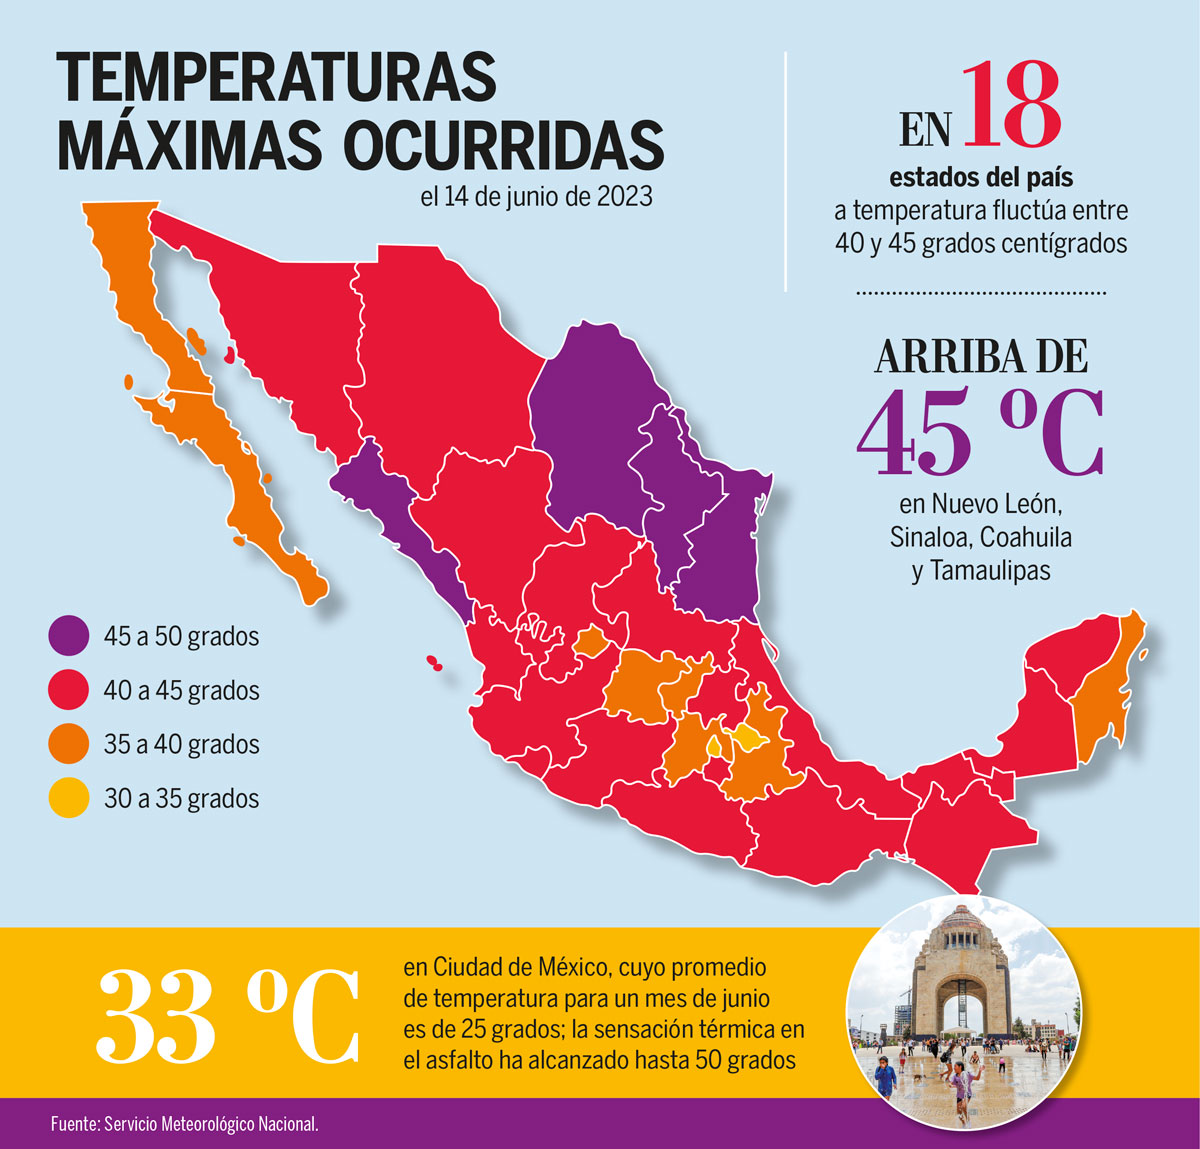 TEMPERATURAS
MÁXIMAS OCURRIDAS
el 14 de junio de 2023
EN 18
estados del país
a temperatura fluctúa entre
40 y 45 grados centígrados
ARRIBA DE
45 ºC
en Nuevo León,
Sinaloa, Coahuila
y Tamaulipas
45 a 50 grados
40 a 45 grados
35 a 40 grados
30 a 35 grados
33 ºC
en Ciudad de México, cuyo promedio
de temperatura para un mes de junio
es de 25 grados; la sensación térmica en
el asfalto ha alcanzado hasta 50 grados
Fuente: Servicio Meteorológico Nacional.